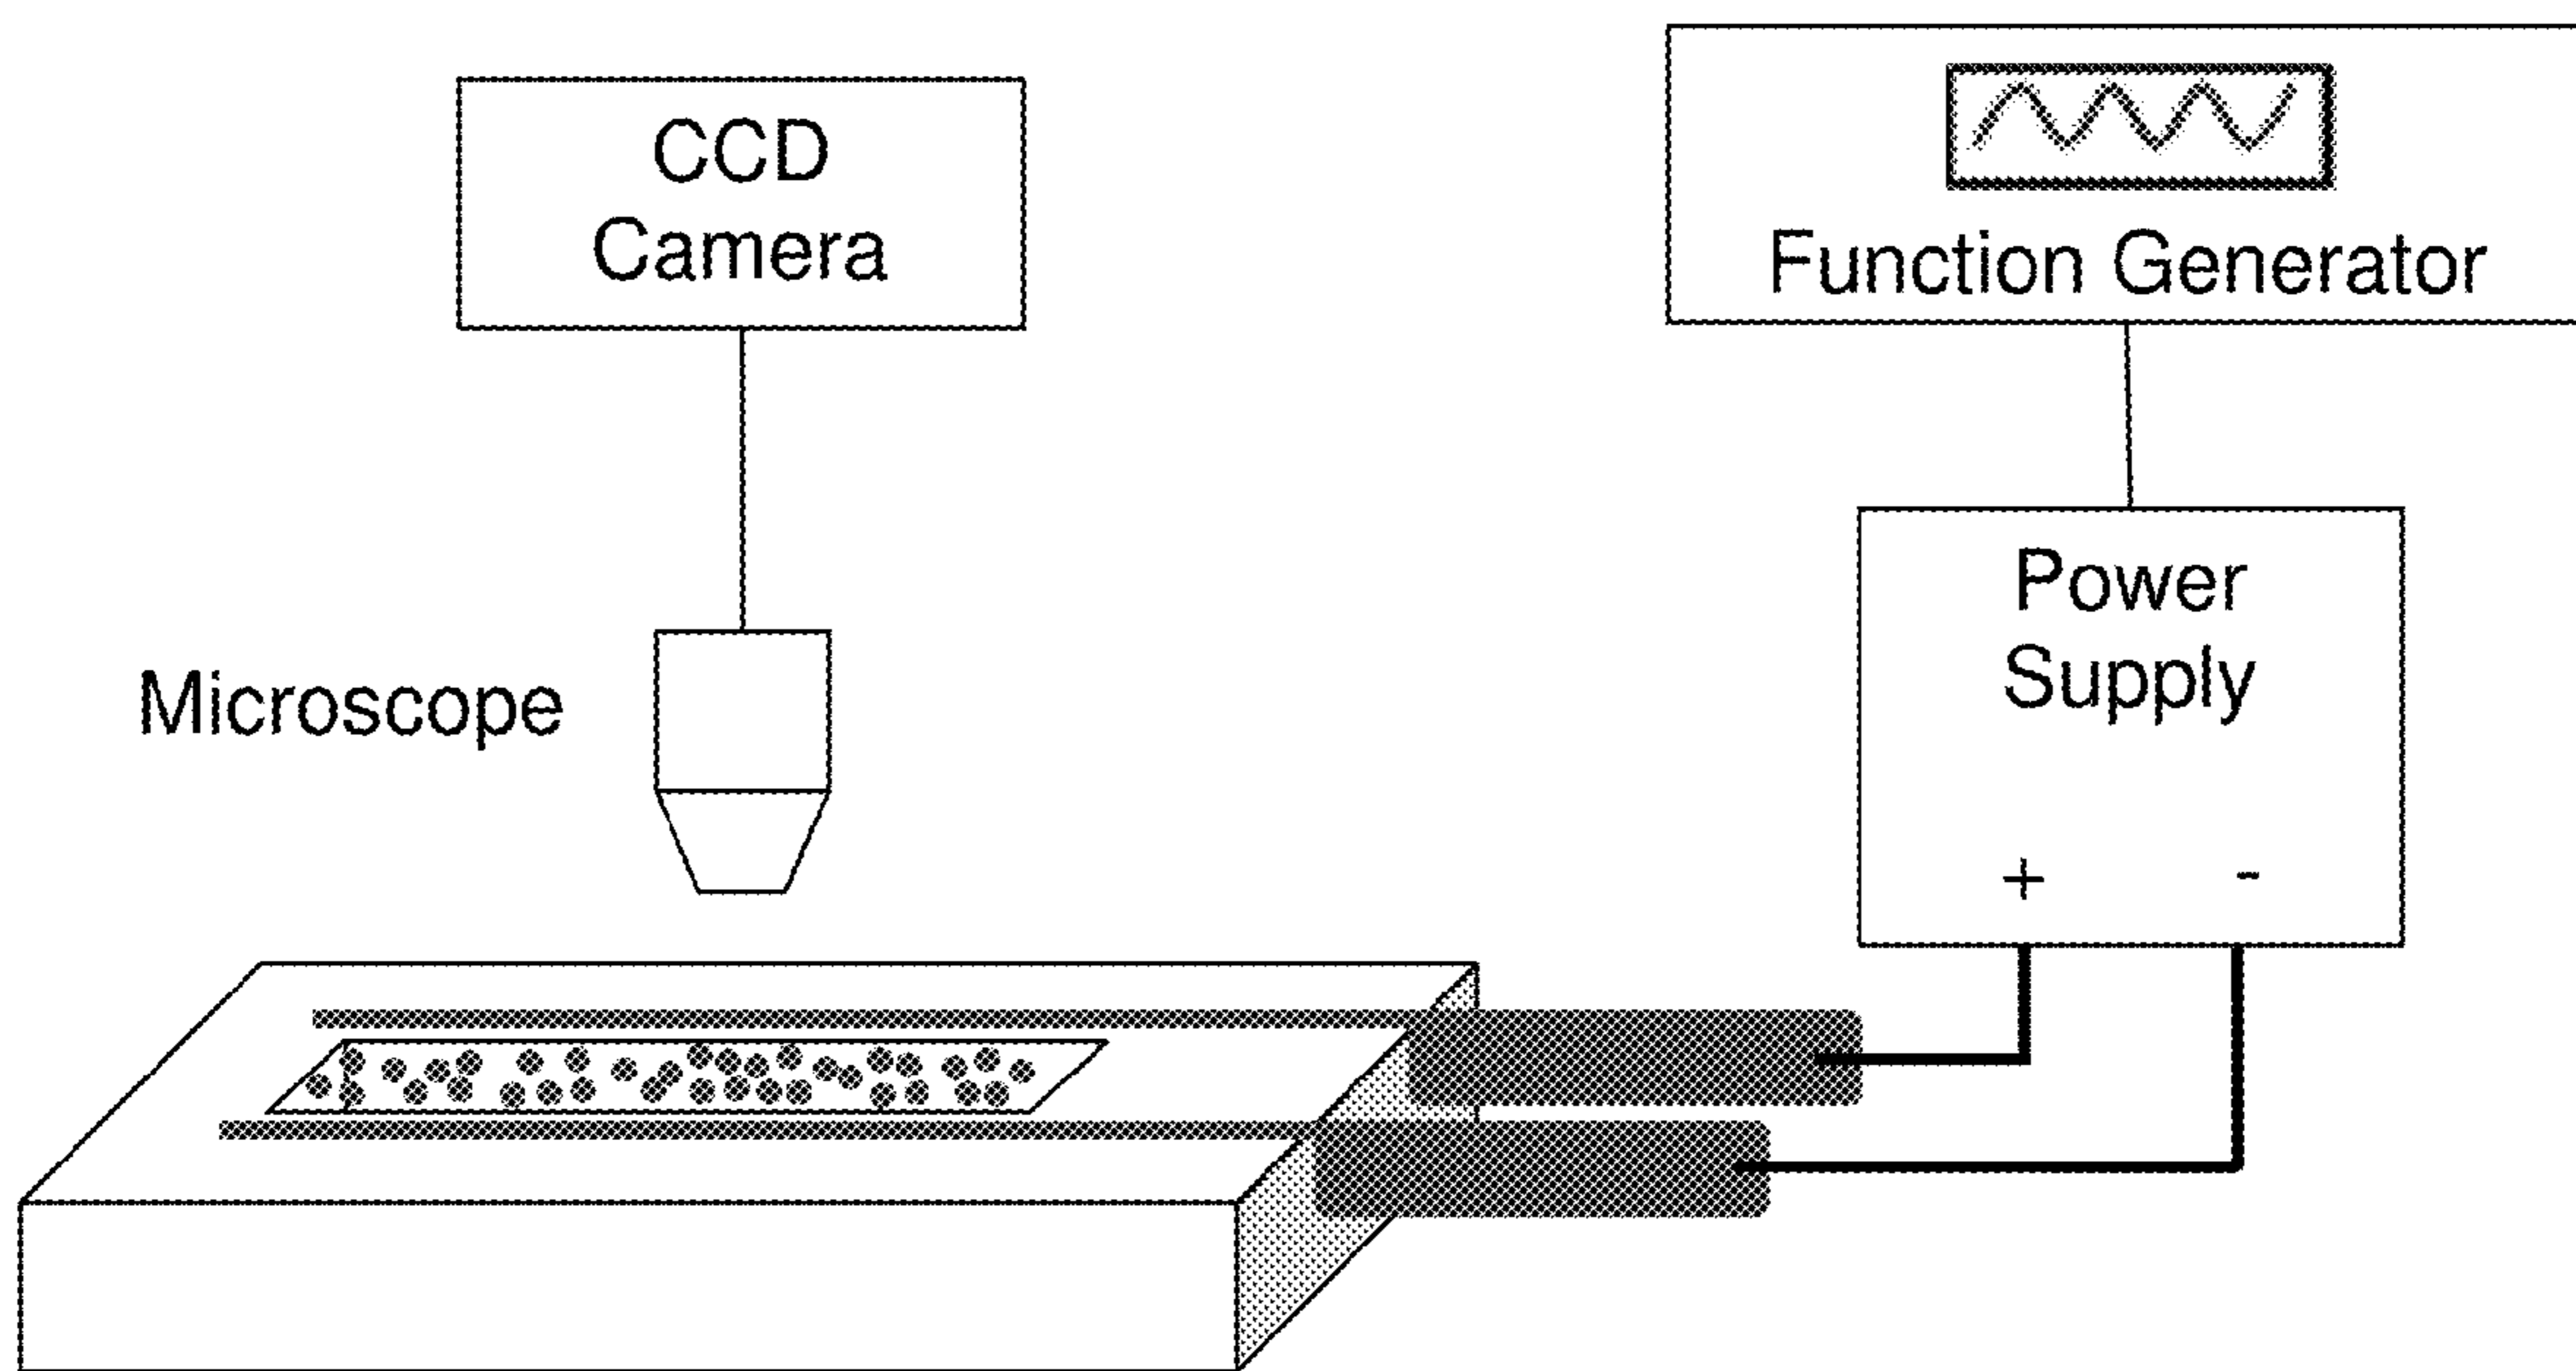 CCD
Camera
Function Generator
Microscope
Power
Supply
+ -